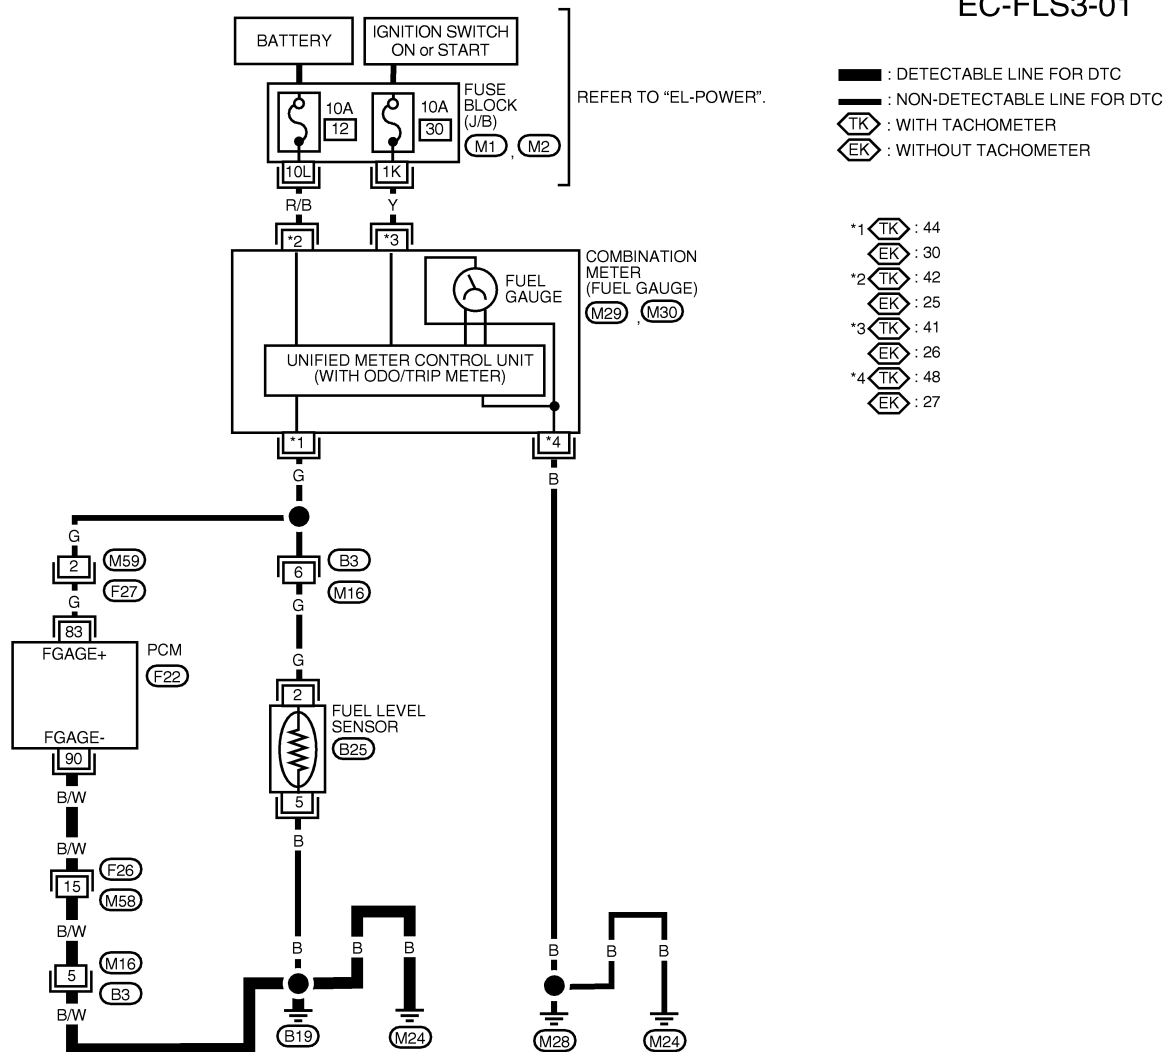 EC-FLS3-01
BATTERY
IGNITION SWITCH
ON or START
REFER TO “EL-POWER”.
FUSE
BLOCK
(J/B)
M1 , M2
10A
12
10A
30
10L
1K
R/B
Y
*2
*3
: DETECTABLE LINE FOR DTC
: NON-DETECTABLE LINE FOR DTC
TK : WITH TACHOMETER
EK : WITHOUT TACHOMETER
*1 TK : 44
EK : 30
*2 TK : 42
EK : 25
*3 TK : 41
EK : 26
*4 TK : 48
EK : 27
COMBINATION
METER
(FUEL GAUGE)
M29 , M30
FUEL
GAUGE
UNIFIED METER CONTROL UNIT
(WITH ODO/TRIP METER)
*1
*4
G
B
G
2
M59
F27
G
83
FGAGE+
PCM
F22
FGAGE-
90
B/W
B/W
15
F26
M58
B/W
5
M16
B3
B/W
6
B3
M16
G
G
2
FUEL LEVEL
SENSOR
B25
5
B
B
B
B
B19
M24
B
B
B
M28
M24